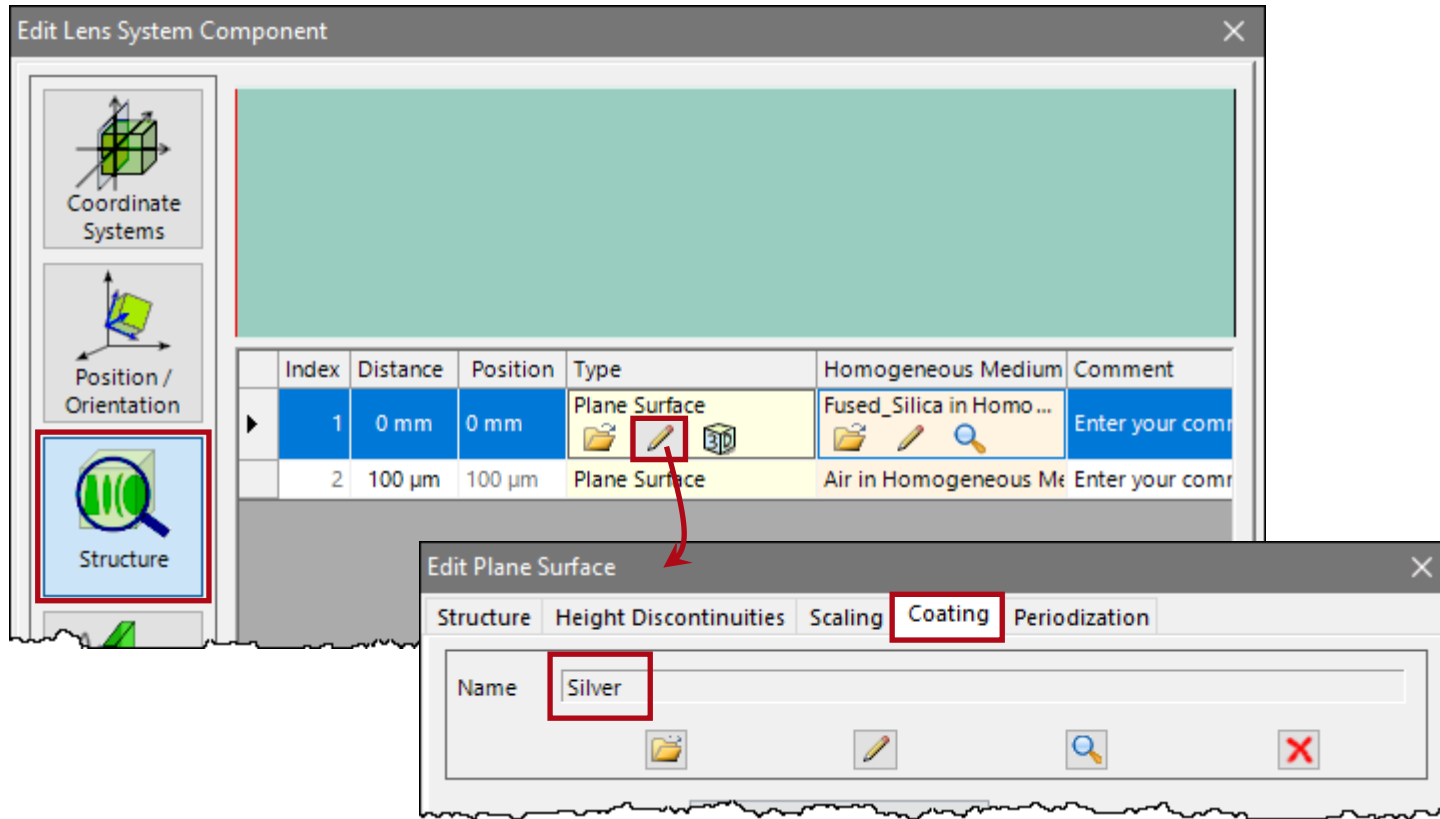 Edit Lens System Component
Coordinate
Systems
Position /
Orientation
Structure
Index Distance Position Type Homogeneous Medium Comment
1 0 mm 0 mm Plane Surface Fused_Silica in Homo... Enter your comm
3D
2 100 µm 100 µm Plane Surface Air in Homogeneous Me Enter your comm
Edit Plane Surface
Structure Height Discontinuities Scaling Coating Periodization
Name Silver